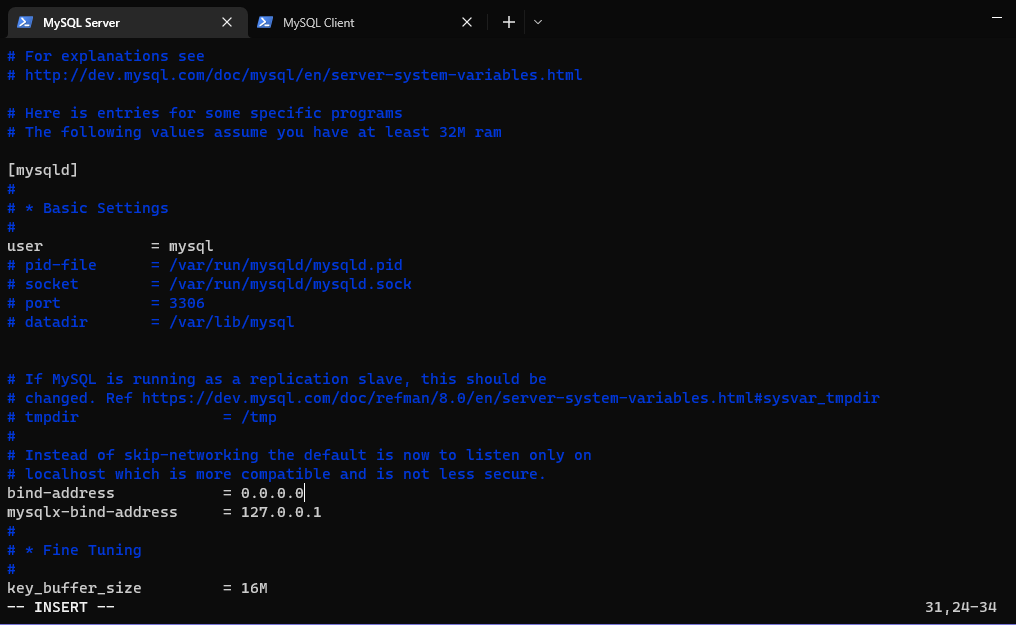 MySQL Server
MySQL Client
# For explanations see
# http://dev.mysql.com/doc/mysql/en/server-system-variables.html
# Here is entries for some specific programs
# The following values assume you have at least 32M ram
[mysqld]
#
# * Basic Settings
#
user            = mysql
# pid-file      = /var/run/mysqld/mysqld.pid
# socket        = /var/run/mysqld/mysqld.sock
# port          = 3306
# datadir       = /var/lib/mysql
# If MySQL is running as a replication slave, this should be
# changed. Ref https://dev.mysql.com/doc/refman/8.0/en/server-system-variables.html#sysvar_tmpdir
# tmpdir                = /tmp
#
# Instead of skip-networking the default is now to listen only on
# localhost which is more compatible and is not less secure.
bind-address            = 0.0.0.0
mysqlx-bind-address     = 127.0.0.1
#
# * Fine Tuning
#
key_buffer_size         = 16M
-- INSERT --                                                                                          31,24-34